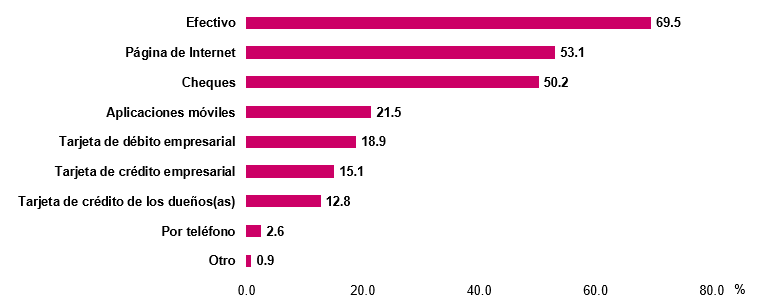 Efectivo 69.5
Página de Internet 53.1
Cheques 50.2
Aplicaciones móviles 21.5
Tarjeta de débito empresarial 18.9
Tarjeta de crédito empresarial 15.1
Tarjeta de crédito de los dueños(as) 12.8
Por teléfono 2.6
Otro 0.9
0.0 20.0 40.0 60.0 80.0 %